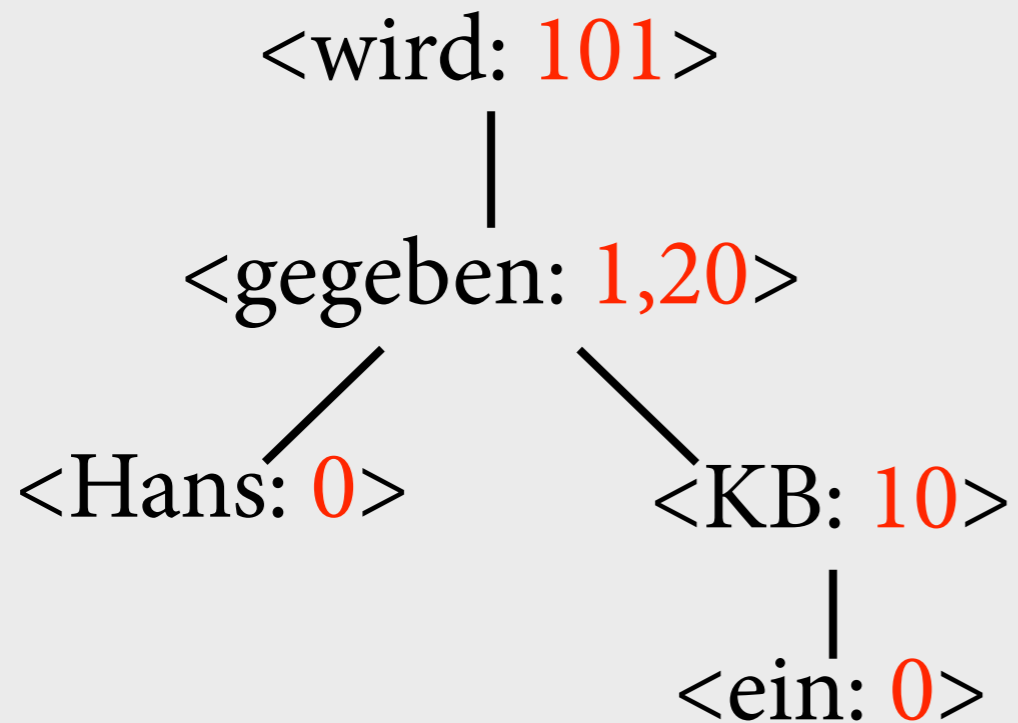 <wird: 101>
<gegeben: 1,20>
<Hans: 0> <KB: 10>
<ein: 0>